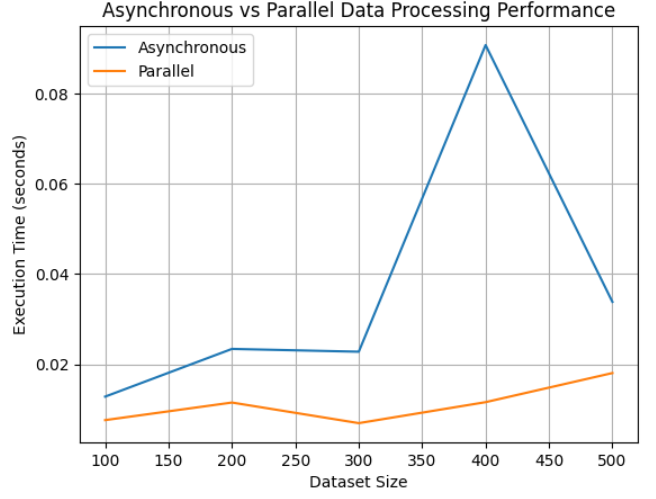 Asynchronous vs Parallel Data Processing Performance
Asynchronous
Parallel
Execution Time (seconds)
0.08
0.06
0.04
0.02
100 150 200 250 300 350 400 450 500
Dataset Size